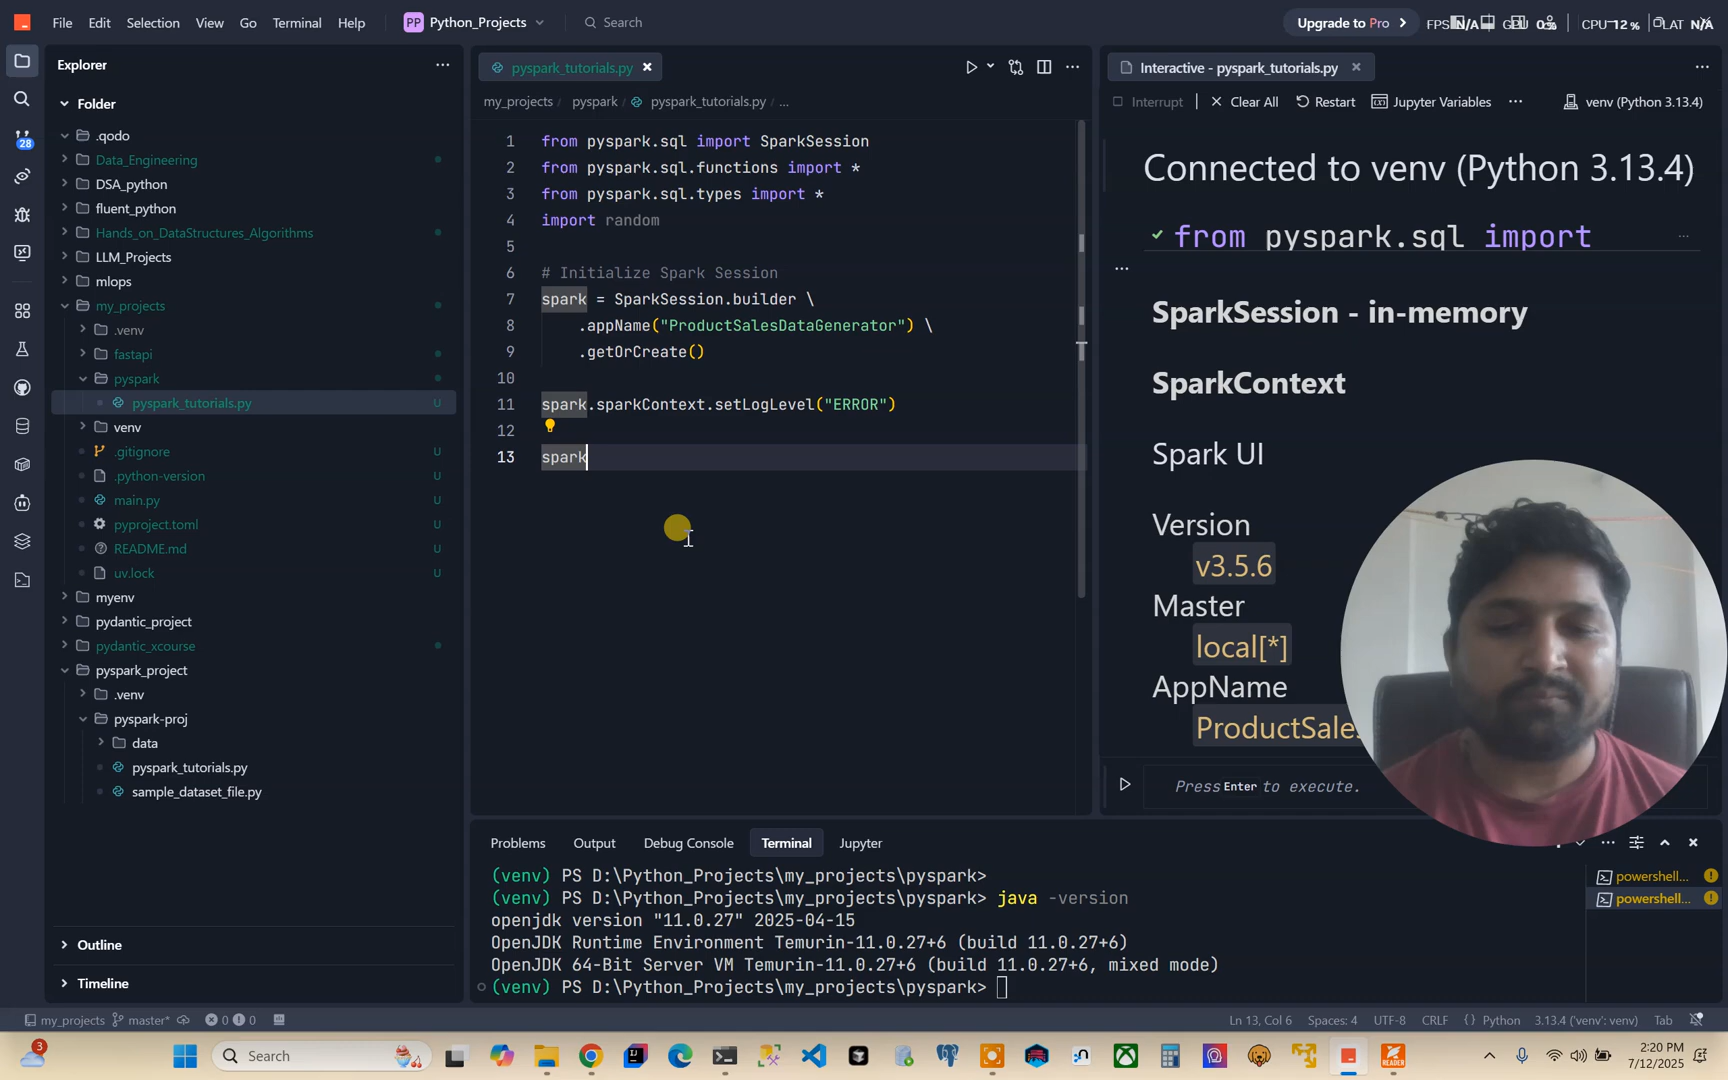 File Edit Selection View Go Terminal Help PP Python_Projects Search Upgrade to Pro FPS N/A GPU 0% CPU 12 % LAT N/A
Explorer
Folder
.qodo
Data_Engineering
DSA_python
fluent_python
Hands_on_DataStructures_Algorithms
LLM_Projects
mlops
my_projects
.venv
fastapi
pyspark
pyspark_tutorials.py U
venv
.gitignore U
.python-version U
main.py U
pyproject.toml U
README.md U
uv.lock U
myenv
pydantic_project
pydantic_xcourse
pyspark_project
.venv
pyspark-proj
data
pyspark_tutorials.py
sample_dataset_file.py
Outline
Timeline
28
pyspark_tutorials.py
my_projects pyspark pyspark_tutorials.py ...
1 from pyspark.sql import SparkSession
2 from pyspark.sql.functions import *
3 from pyspark.sql.types import *
4 import random
5
6 # Initialize Spark Session
7 spark = SparkSession.builder \
8 .appName("ProductSalesDataGenerator") \
9 .getOrCreate()
10
11 spark.sparkContext.setLogLevel("ERROR")
12
13 spark
Interactive - pyspark_tutorials.py
Interrupt Clear All Restart Jupyter Variables ... venv (Python 3.13.4)
Connected to venv (Python 3.13.4)
from pyspark.sql import ...
...
SparkSession - in-memory
SparkContext
Spark UI
Version
v3.5.6
Master
local[*]
AppName
ProductSales
Press Enter to execute.
Problems Output Debug Console Terminal Jupyter
(venv) PS D:\Python_Projects\my_projects\pyspark>
(venv) PS D:\Python_Projects\my_projects\pyspark> java -version
openjdk version "11.0.27" 2025-04-15
OpenJDK Runtime Environment Temurin-11.0.27+6 (build 11.0.27+6)
OpenJDK 64-Bit Server VM Temurin-11.0.27+6 (build 11.0.27+6, mixed mode)
(venv) PS D:\Python_Projects\my_projects\pyspark>
powershell...
powershell...
my_projects master* 0 0 Ln 13, Col 6 Spaces: 4 UTF-8 CRLF {} Python 3.13.4 ('venv': venv) Tab
3 Search READER 2:20 PM
7/12/2025